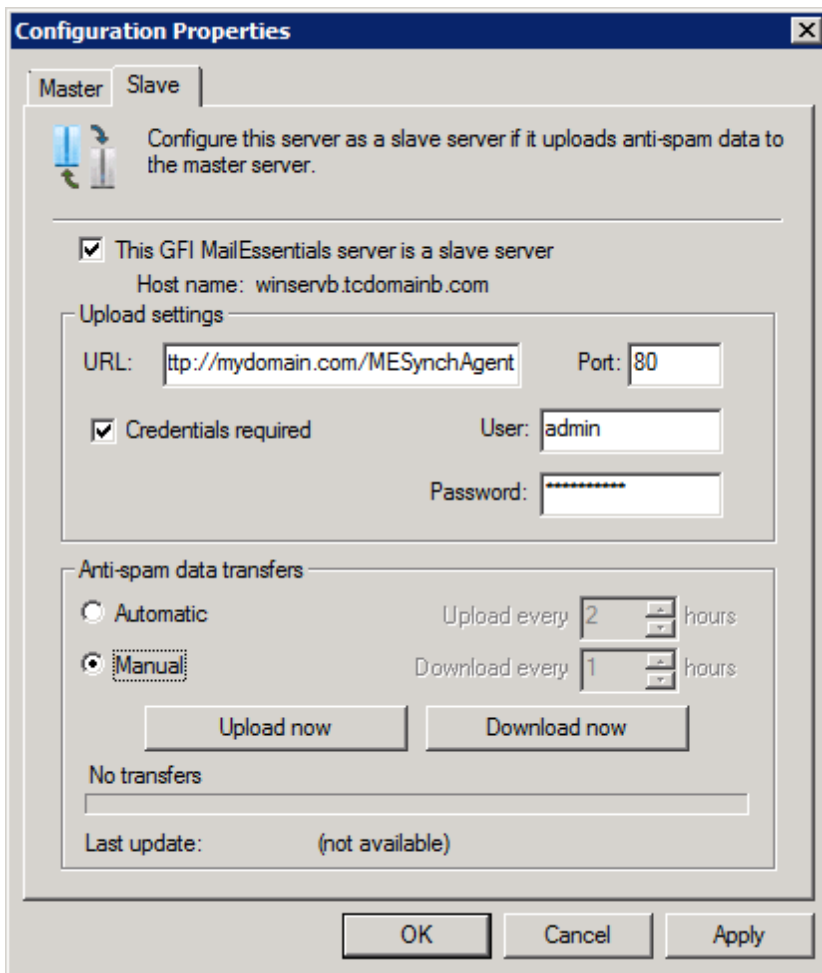 Configuration Properties
Master Slave
Configure this server as a slave server if it uploads anti-spam data to
the master server.
This GFI MailEssentials server is a slave server
Host name: winservb.tcdomainb.com
Upload settings
URL: ttp://mydomain.com/MESynchAgent Port: 80
Credentials required User: admin
Password: **********
Anti-spam data transfers
Automatic Upload every 2 hours
Manual Download every 1 hours
Upload now Download now
No transfers
Last update: (not available)
OK Cancel Apply